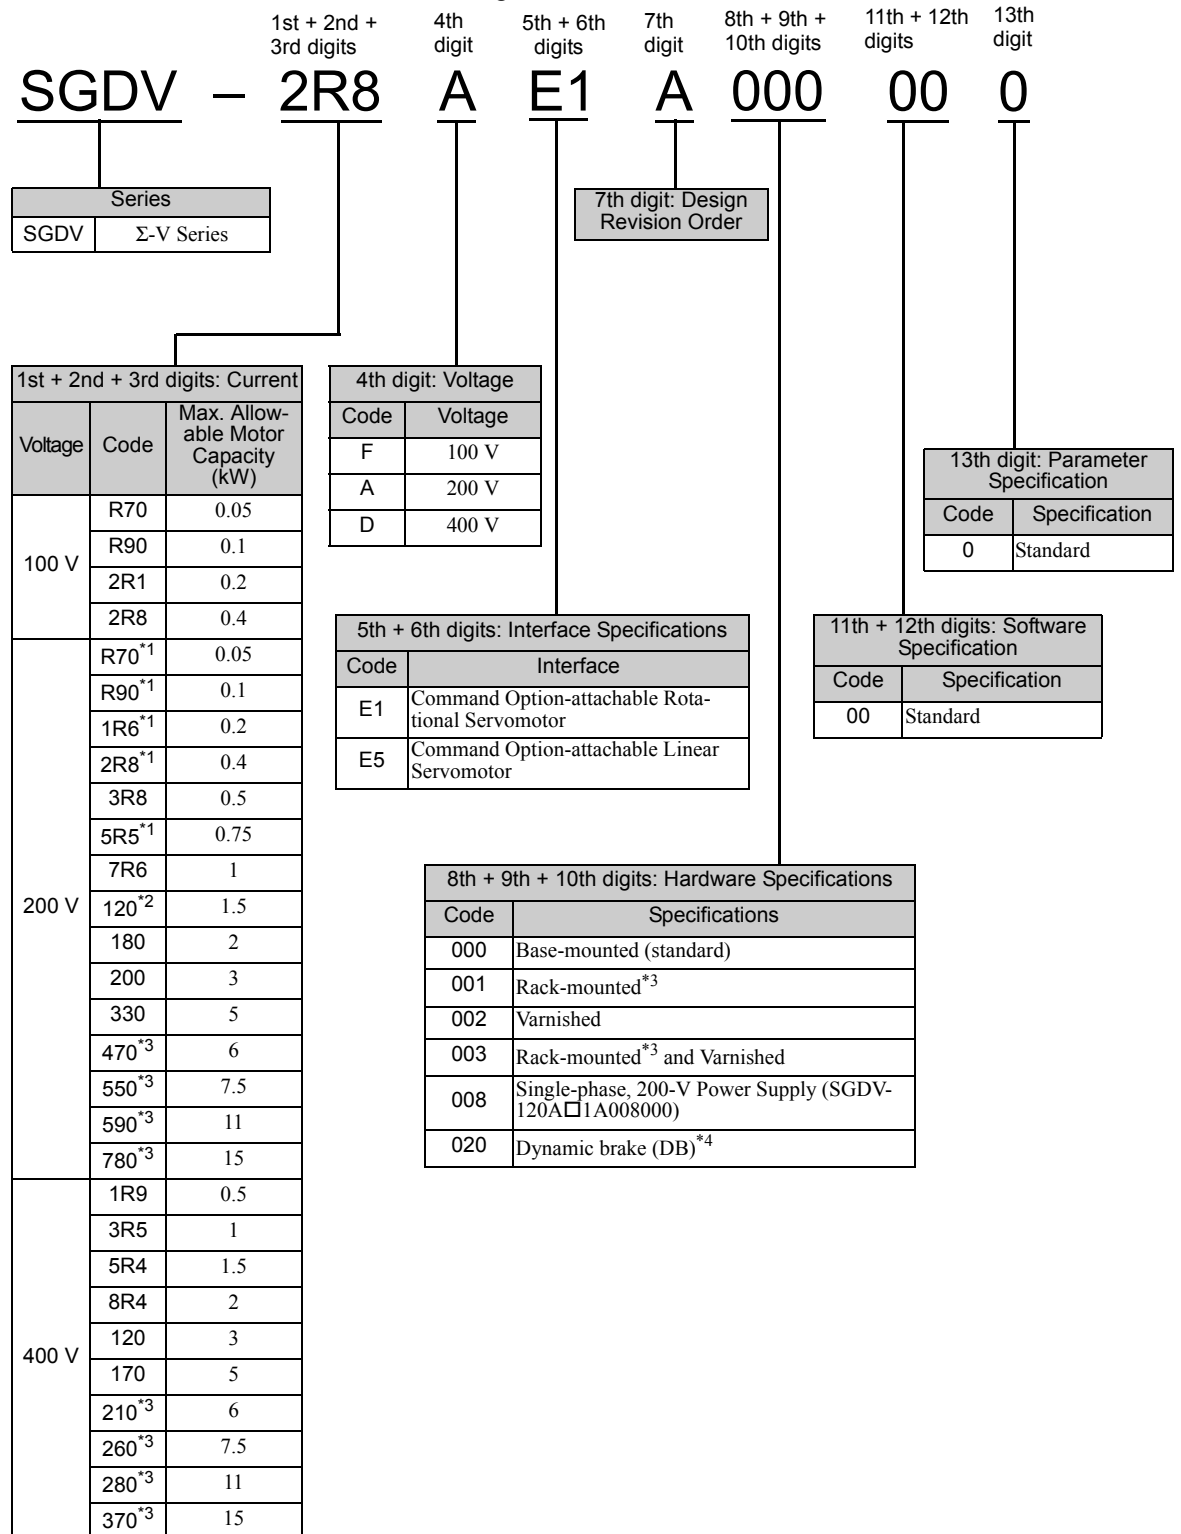 1st + 2nd +
3rd digits
4th
digit
5th + 6th
digits
7th
digit
8th + 9th +
10th digits
11th + 12th
digits
13th
digit
SGDV – 2R8 A E1 A 000 00 0
Series
SGDV Σ-V Series
7th digit: Design
Revision Order
1st + 2nd + 3rd digits: Current
Voltage Code Max. Allow-
able Motor
Capacity
(kW)
100 V
R70 0.05
R90 0.1
2R1 0.2
2R8 0.4
200 V
R70*1 0.05
R90*1 0.1
1R6*1 0.2
2R8*1 0.4
3R8 0.5
5R5*1 0.75
7R6 1
120*2 1.5
180 2
200 3
330 5
470*3 6
550*3 7.5
590*3 11
780*3 15
400 V
1R9 0.5
3R5 1
5R4 1.5
8R4 2
120 3
170 5
210*3 6
260*3 7.5
280*3 11
370*3 15
4th digit: Voltage
Code Voltage
F 100 V
A 200 V
D 400 V
13th digit: Parameter
Specification
Code Specification
0 Standard
5th + 6th digits: Interface Specifications
Code Interface
E1 Command Option-attachable Rota-
tional Servomotor
E5 Command Option-attachable Linear
Servomotor
11th + 12th digits: Software
Specification
Code Specification
00 Standard
8th + 9th + 10th digits: Hardware Specifications
Code Specifications
000 Base-mounted (standard)
001 Rack-mounted*3
002 Varnished
003 Rack-mounted*3 and Varnished
008 Single-phase, 200-V Power Supply (SGDV-
120A□1A008000)
020 Dynamic brake (DB)*4